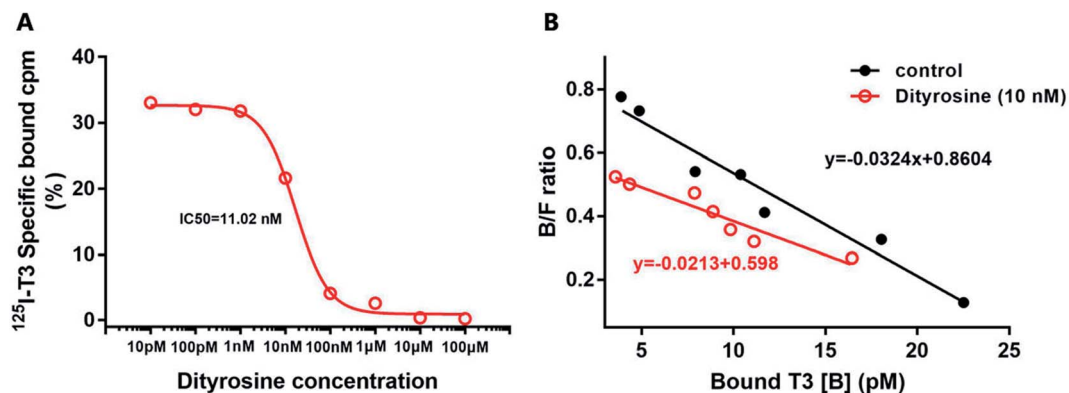 A
40
30
20
10
0
¹²⁵I-T3 Specific bound cpm
(%)
IC50=11.02 nM
10pM 100pM 1nM 10nM 100nM 1μM 10μM 100μM
Dityrosine concentration
B
0.8
0.6
0.4
0.2
B/F ratio
control
Dityrosine (10 nM)
y=-0.0324x+0.8604
y=-0.0213+0.598
5 10 15 20 25
Bound T3 [B] (pM)